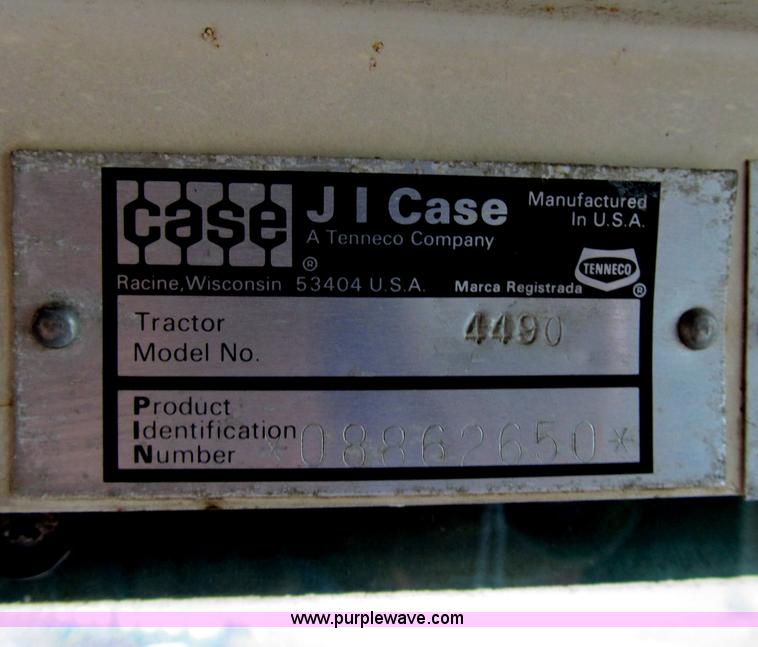 case
J I Case
A Tenneco Company
®
Manufactured
In U.S.A.
TENNECO
®
Racine, Wisconsin 53404 U.S.A. Marca Registrada
Tractor
Model No. 4490
Product
Identification
Number *08862650*
www.purplewave.com